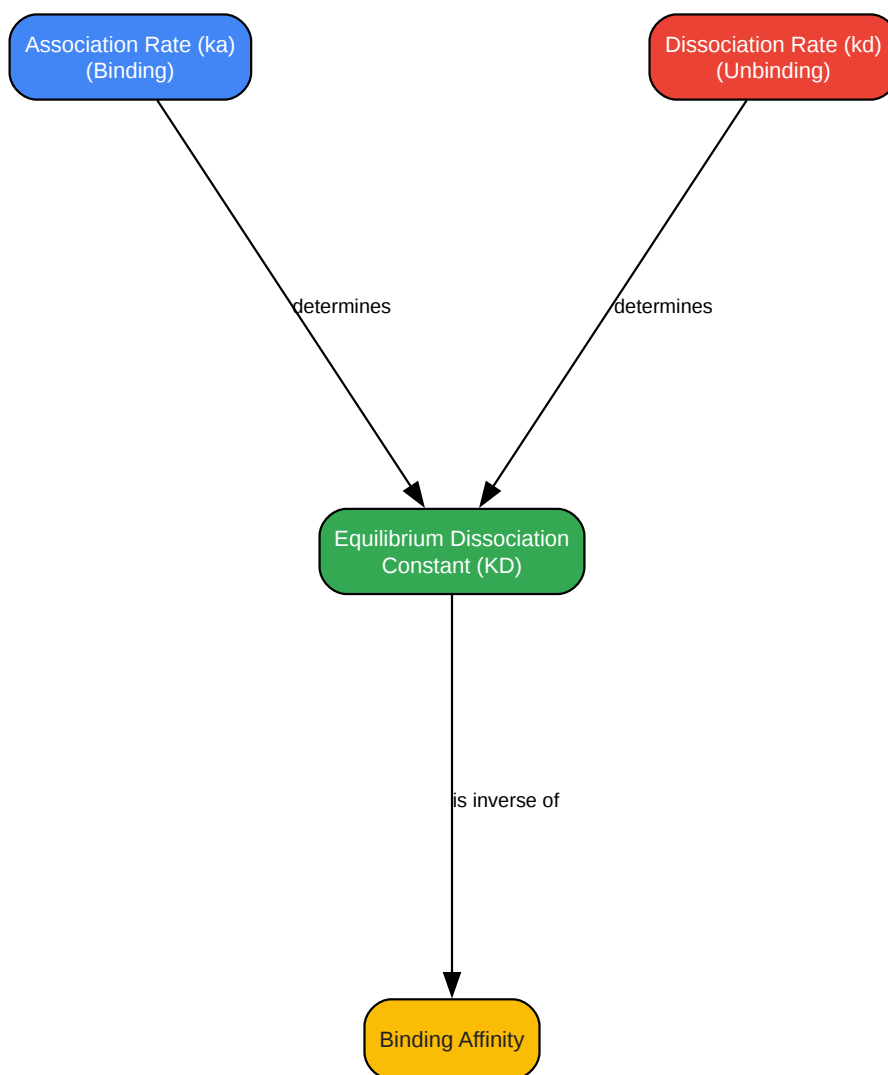 Association Rate (ka)
(Binding)
Dissociation Rate (kd)
(Unbinding)
determines
determines
Equilibrium Dissociation
Constant (KD)
is inverse of
Binding Affinity